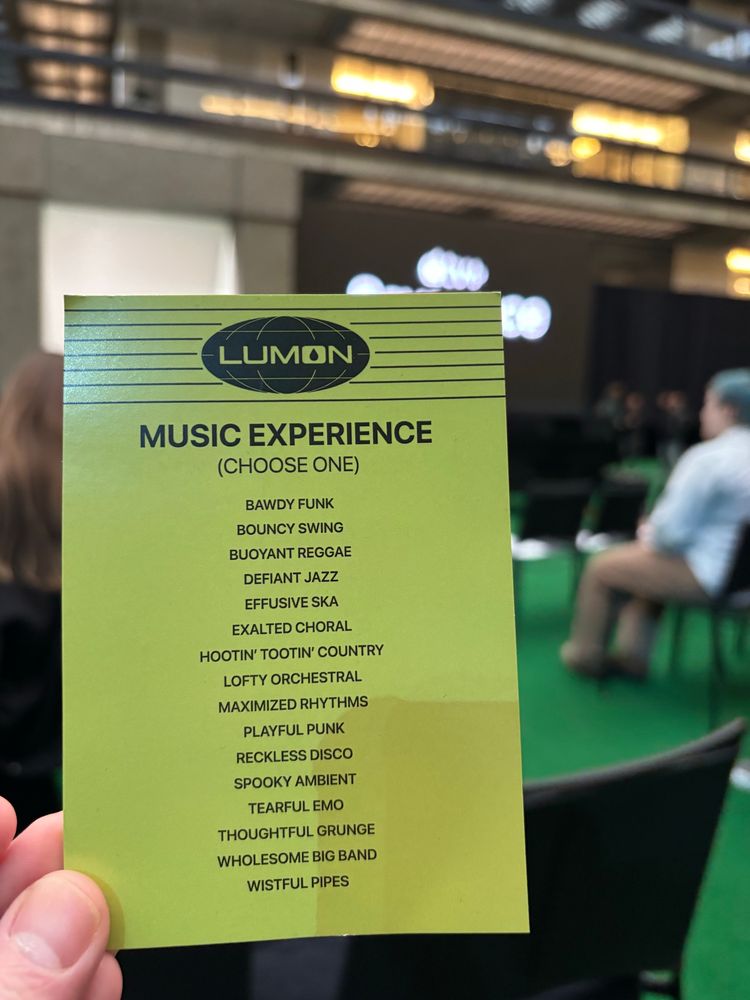 LUMON
MUSIC EXPERIENCE
(CHOOSE ONE)
BAWDY FUNK
BOUNCY SWING
BUOYANT REGGAE
DEFIANT JAZZ
EFFUSIVE SKA
EXALTED CHORAL
HOOTIN' TOOTIN' COUNTRY
LOFTY ORCHESTRAL
MAXIMIZED RHYTHMS
PLAYFUL PUNK
RECKLESS DISCO
SPOOKY AMBIENT
TEARFUL EMO
THOUGHTFUL GRUNGE
WHOLESOME BIG BAND
WISTFUL PIPES